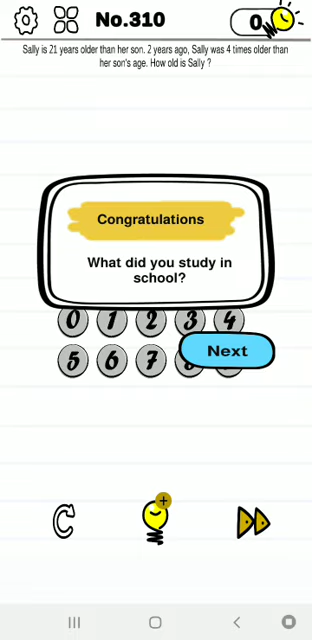 No.310
0
Sally is 21 years older than her son. 2 years ago, Sally was 4 times older than
her son's age. How old is Sally ?
Congratulations
What did you study in
school?
0 1 2 3 4
Next
5 6 7